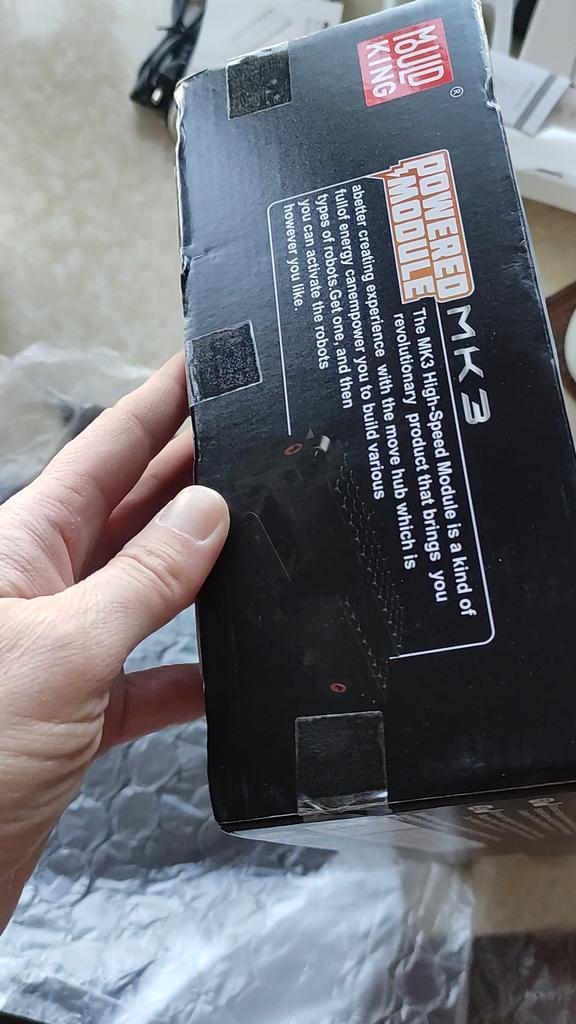 MOULD
KING
®
POWERED
MODULE
MK3
The MK3 High-Speed Module is a kind of
revolutionary product that brings you
abetter creating experience with the move hub which is
fullof energy canempower you to build various
types of robots.Get one, and then
you can activate the robots
however you like.